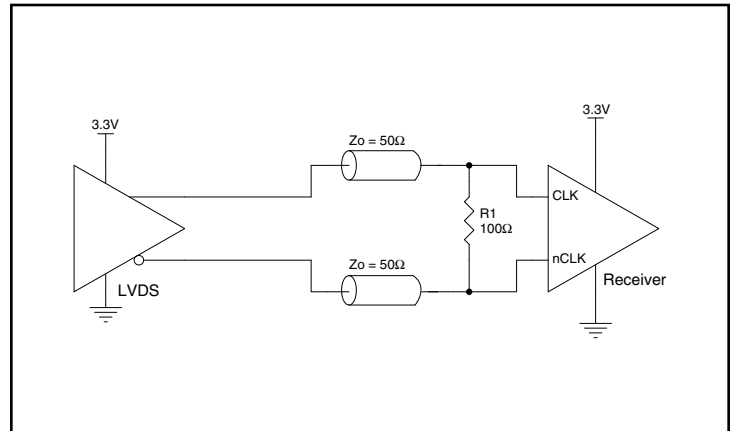 3.3V
3.3V
Zo = 50Ω
CLK
R1
100Ω
Zo = 50Ω
nCLK
LVDS
Receiver